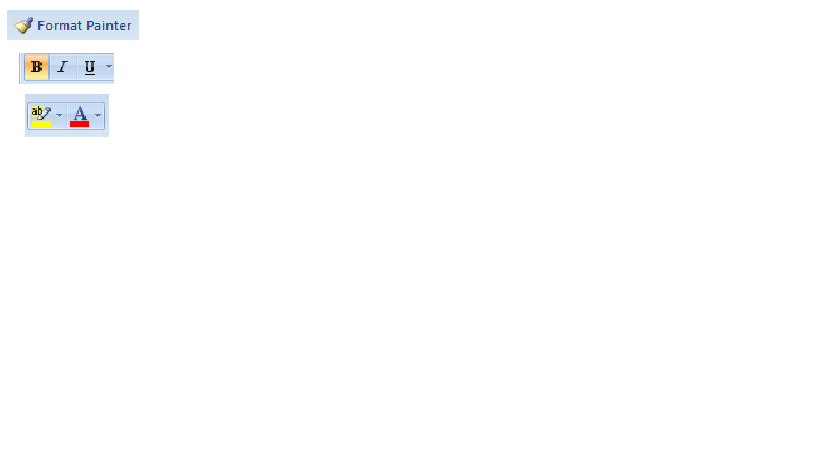 Format Painter
B I U
ab A